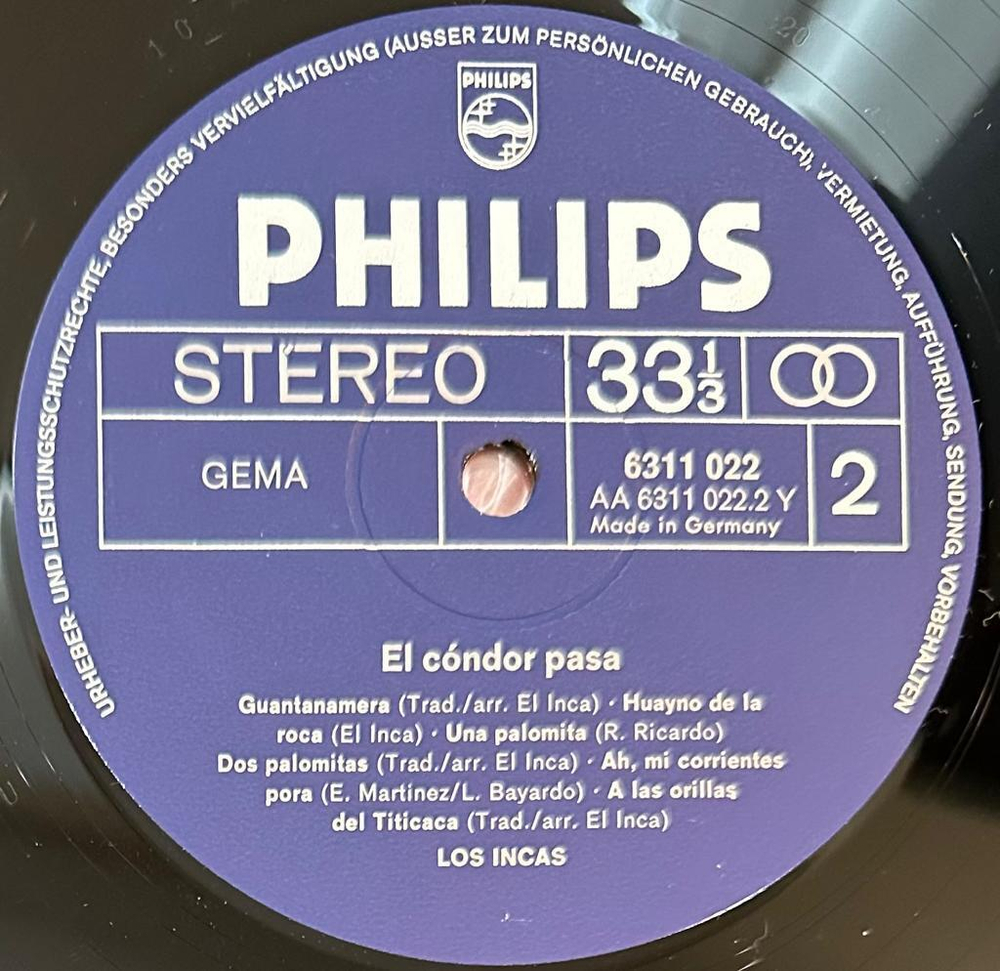 URHEBER- UND LEISTUNGSSCHUTZRECHTE, BESONDERS VERVIELFÄLTIGUNG (AUSSER ZUM PERSÖNLICHEN GEBRAUCH), VERMIETUNG, AUFFÜHRUNG, SENDUNG, VORBEHALTEN
PHILIPS
PHILIPS
STEREO 33 1/3
GEMA 6311 022 2
AA 6311 022.2 Y
Made in Germany
El cóndor pasa
Guantanamera (Trad./arr. El Inca) · Huayno de la
roca (El Inca) · Una palomita (R. Ricardo)
Dos palomitas (Trad./arr. El Inca) · Ah, mi corrientes
pora (E. Martinez/L. Bayardo) · A las orillas
del Titicaca (Trad./arr. El Inca)
LOS INCAS